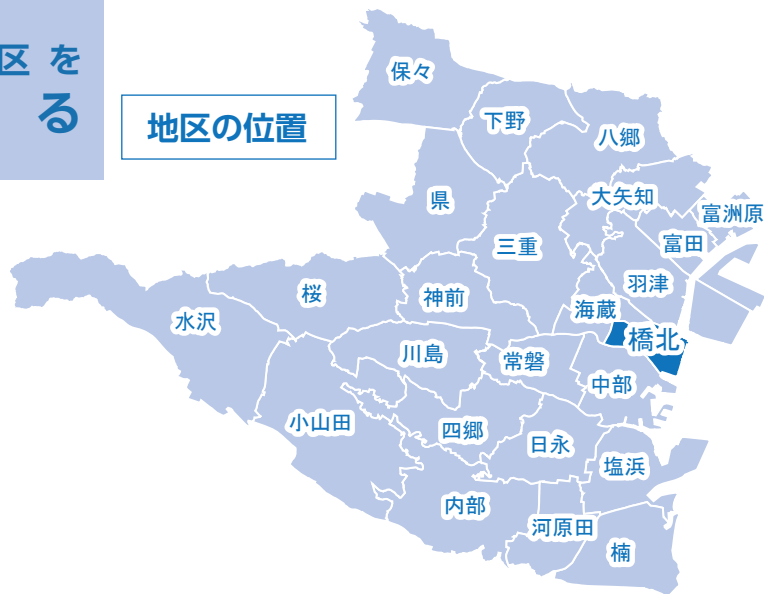 区を
る
地区の位置
保々
下野
八郷
県
大矢知
富洲原
三重
富田
桜
神前
羽津
水沢
海蔵
橋北
川島
常磐
中部
小山田
四郷
日永
塩浜
内部
河原田
楠